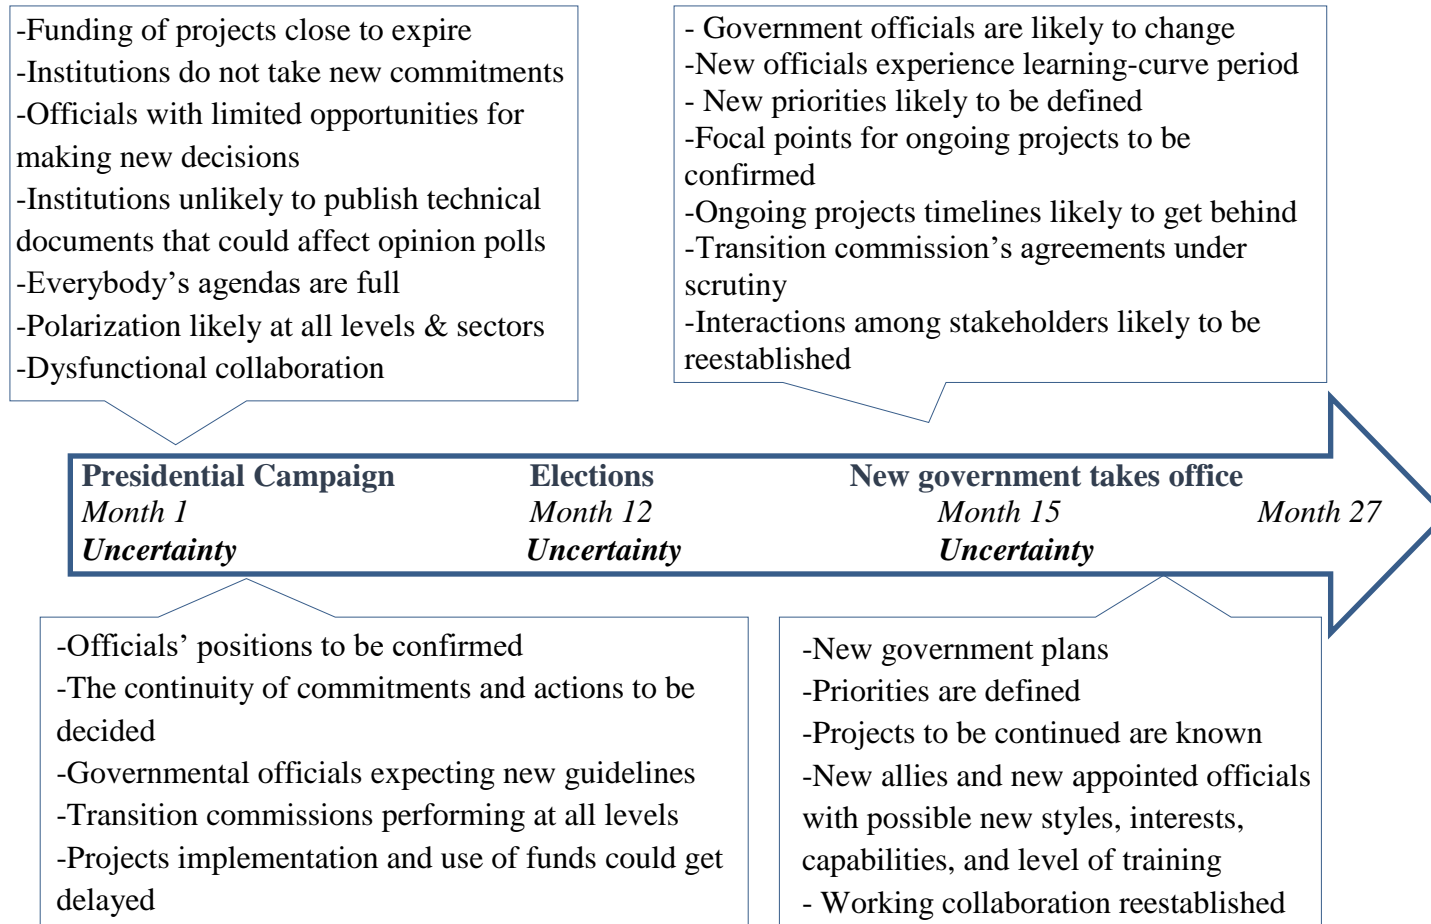 -Funding of projects close to expire
-Institutions do not take new commitments
-Officials with limited opportunities for
making new decisions
-Institutions unlikely to publish technical
documents that could affect opinion polls
-Everybody’s agendas are full
-Polarization likely at all levels & sectors
-Dysfunctional collaboration
- Government officials are likely to change
-New officials experience learning-curve period
- New priorities likely to be defined
-Focal points for ongoing projects to be
confirmed
-Ongoing projects timelines likely to get behind
-Transition commission’s agreements under
scrutiny
-Interactions among stakeholders likely to be
reestablished
Presidential Campaign Elections New government takes office
Month 1 Month 12 Month 15 Month 27
Uncertainty Uncertainty Uncertainty
-Officials’ positions to be confirmed
-The continuity of commitments and actions to be
decided
-Governmental officials expecting new guidelines
-Transition commissions performing at all levels
-Projects implementation and use of funds could get
delayed
-New government plans
-Priorities are defined
-Projects to be continued are known
-New allies and new appointed officials
with possible new styles, interests,
capabilities, and level of training
- Working collaboration reestablished